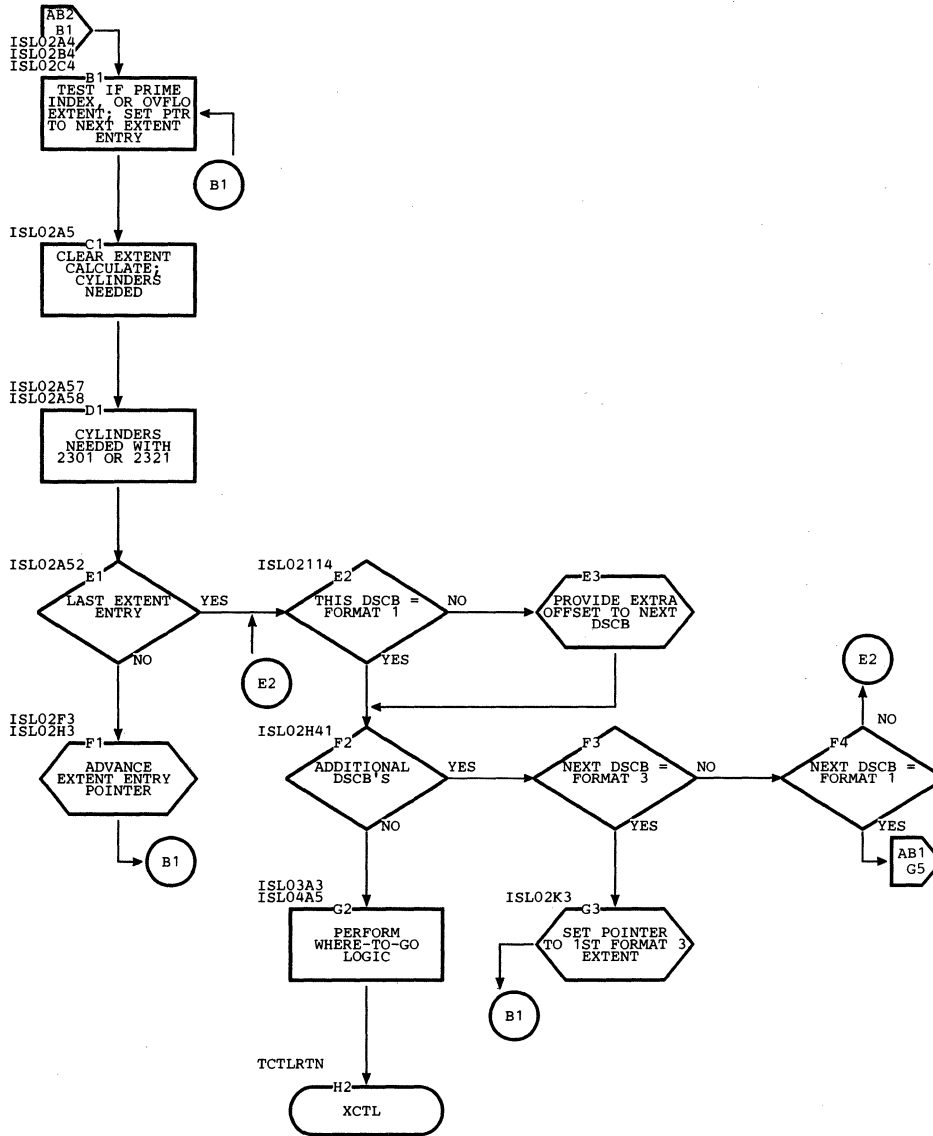 AB2
B1
ISL02A4
ISL02B4
ISL02C4
B1
TEST IF PRIME
INDEX, OR OVFLO
EXTENT; SET PTR
TO NEXT EXTENT
ENTRY
B1
ISL02A5
C1
CLEAR EXTENT
CALCULATE;
CYLINDERS
NEEDED
ISL02A57
ISL02A58
D1
CYLINDERS
NEEDED WITH
2301 OR 2321
ISL02A52
E1
LAST EXTENT
ENTRY
YES
NO
E2
ISL02114
E2
THIS DSCB =
FORMAT 1
NO
YES
E3
PROVIDE EXTRA
OFFSET TO NEXT
DSCB
E2
ISL02F3
ISL02H3
F1
ADVANCE
EXTENT ENTRY
POINTER
B1
ISL02H41
F2
ADDITIONAL
DSCB'S
YES
NO
F3
NEXT DSCB =
FORMAT 3
NO
YES
F4
NEXT DSCB =
FORMAT 1
NO
YES
AB1
G5
ISL03A3
ISL04A5
G2
PERFORM
WHERE-TO-GO
LOGIC
ISL02K3
G3
SET POINTER
TO 1ST FORMAT 3
EXTENT
B1
TCTLRTN
H2
XCTL